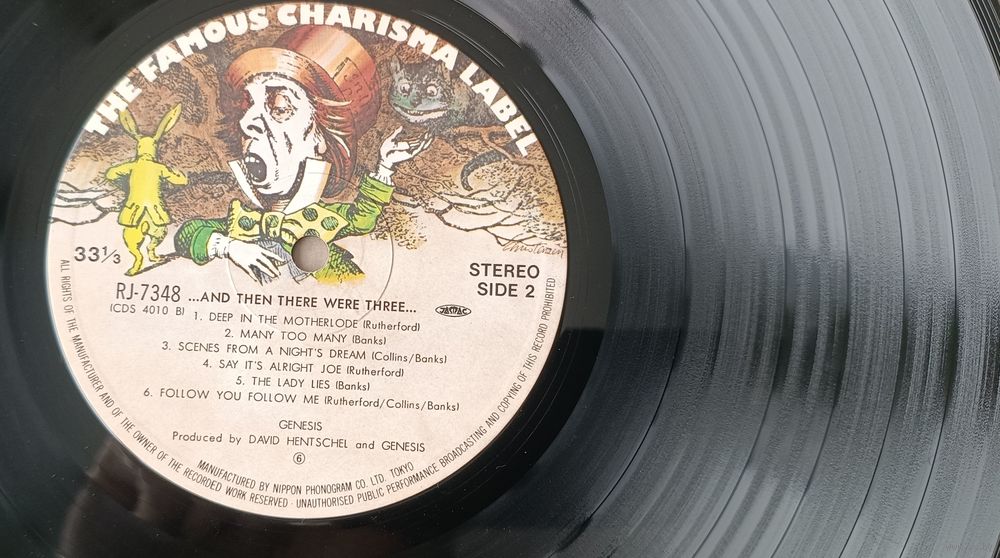 THE FAMOUS CHARISMA LABEL
33⅓
STEREO
SIDE 2
RJ-7348 ...AND THEN THERE WERE THREE... JASRAC
(CDS 4010 B) 1. DEEP IN THE MOTHERLODE (Rutherford)
2. MANY TOO MANY (Banks)
3. SCENES FROM A NIGHT'S DREAM (Collins/Banks)
4. SAY IT'S ALRIGHT JOE (Rutherford)
5. THE LADY LIES (Banks)
6. FOLLOW YOU FOLLOW ME (Rutherford/Collins/Banks)
GENESIS
Produced by DAVID HENTSCHEL and GENESIS
⑥
MANUFACTURED BY NIPPON PHONOGRAM CO. LTD. TOKYO
ALL RIGHTS OF THE MANUFACTURER AND OF THE OWNER OF THE RECORDED WORK RESERVED · UNAUTHORISED PUBLIC PERFORMANCE BROADCASTING AND COPYING OF THIS RECORD PROHIBITED